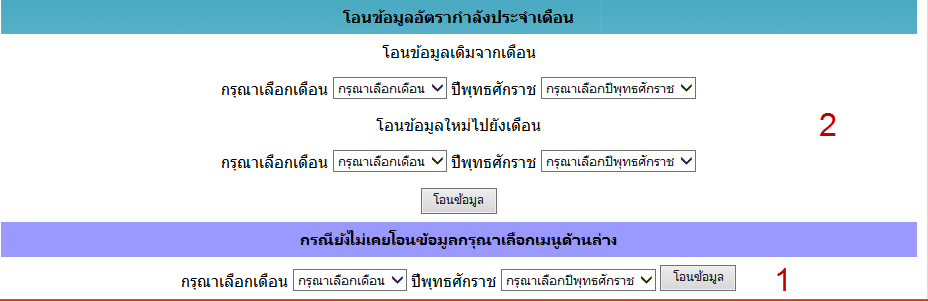 โอนข้อมูลอัตรากำลังประจำเดือน
โอนข้อมูลเดิมจากเดือน
กรุณาเลือกเดือน กรุณาเลือกเดือน ปีพุทธศักราช กรุณาเลือกปีพุทธศักราช
โอนข้อมูลใหม่ไปยังเดือน
2
กรุณาเลือกเดือน กรุณาเลือกเดือน ปีพุทธศักราช กรุณาเลือกปีพุทธศักราช
โอนข้อมูล
กรณียังไม่เคยโอนข้อมูลกรุณาเลือกเมนูด้านล่าง
กรุณาเลือกเดือน กรุณาเลือกเดือน ปีพุทธศักราช กรุณาเลือกปีพุทธศักราช โอนข้อมูล 1